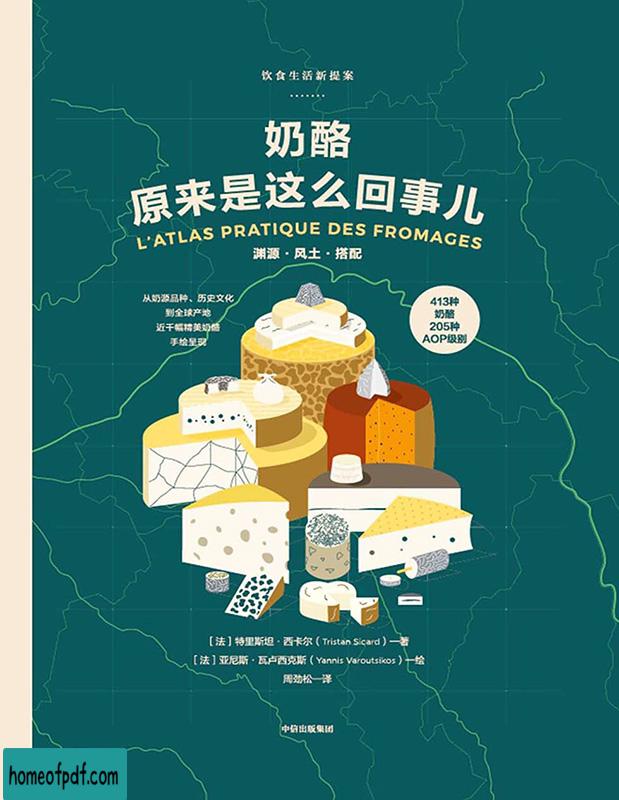 饮食生活新提案
奶酪
原来是这么回事儿
L'ATLAS PRATIQUE DES FROMAGES
渊源·风土·搭配
从奶源品种、历史文化
到全球产地
近千幅精美奶酪
手绘呈现
413种
奶酪
205种
AOP级别
[法]特里斯坦·西卡尔(Tristan Sicard)—著
[法]亚尼斯·瓦卢西克斯(Yannis Varoutsikos)—绘
周劲松—译
中信出版集团
homeofpdf.com